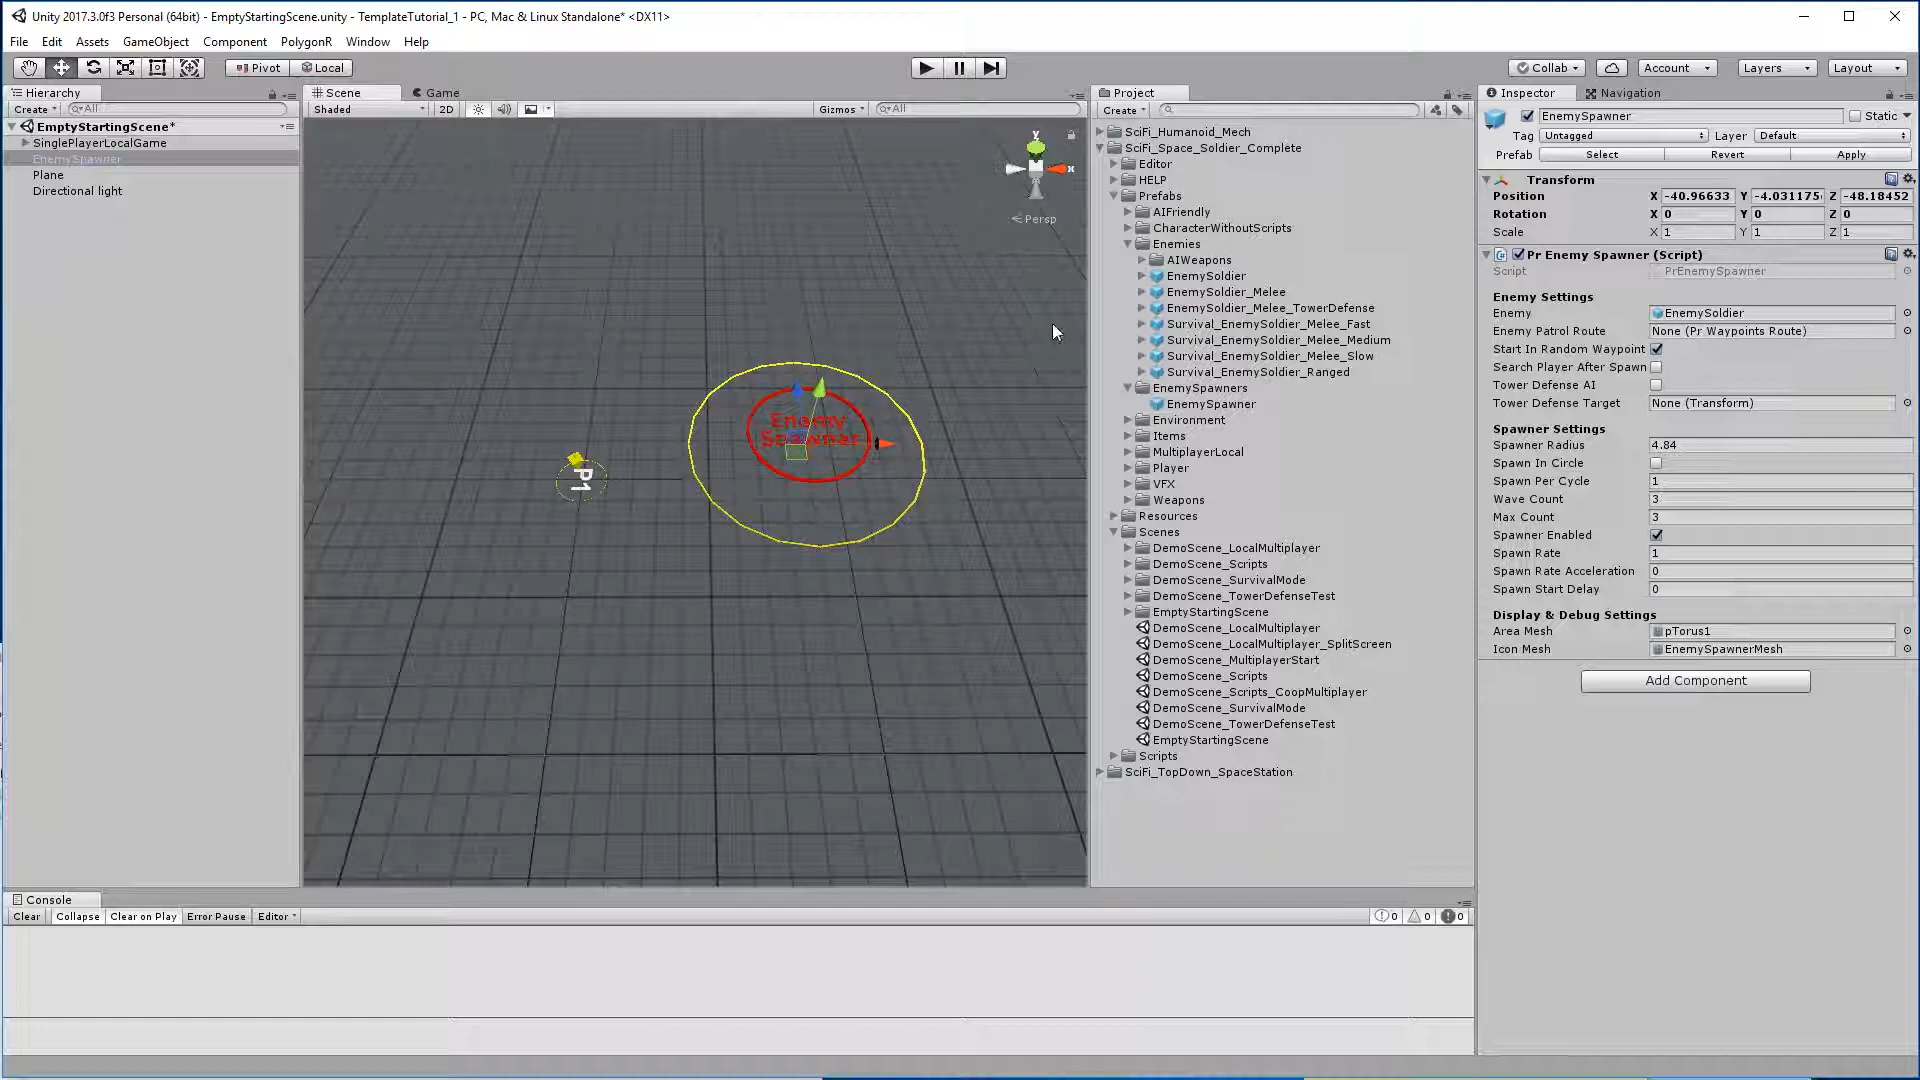 Unity 2017.3.0f3 Personal (64bit) - EmptyStartingScene.unity - TemplateTutorial_1 - PC, Mac & Linux Standalone* <DX11>
File Edit Assets GameObject Component PolygonR Window Help
Pivot Local Collab Account Layers Layout
Hierarchy
Create All
EmptyStartingScene*
SinglePlayerLocalGame
EnemySpawner
Plane
Directional light
Scene Game
Shaded 2D Gizmos All
y
x
Persp
Enemy
Spawner
P1
Project
Create
SciFi_Humanoid_Mech
SciFi_Space_Soldier_Complete
Editor
HELP
Prefabs
AIFriendly
CharacterWithoutScripts
Enemies
AIWeapons
EnemySoldier
EnemySoldier_Melee
EnemySoldier_Melee_TowerDefense
Survival_EnemySoldier_Melee_Fast
Survival_EnemySoldier_Melee_Medium
Survival_EnemySoldier_Melee_Slow
Survival_EnemySoldier_Ranged
EnemySpawners
EnemySpawner
Environment
Items
MultiplayerLocal
Player
VFX
Weapons
Resources
Scenes
DemoScene_LocalMultiplayer
DemoScene_Scripts
DemoScene_SurvivalMode
DemoScene_TowerDefenseTest
EmptyStartingScene
DemoScene_LocalMultiplayer
DemoScene_LocalMultiplayer_SplitScreen
DemoScene_MultiplayerStart
DemoScene_Scripts
DemoScene_Scripts_CoopMultiplayer
DemoScene_SurvivalMode
DemoScene_TowerDefenseTest
EmptyStartingScene
Scripts
SciFi_TopDown_SpaceStation
Inspector Navigation
EnemySpawner Static
Tag Untagged Layer Default
Prefab Select Revert Apply
Transform
Position X -40.96633 Y -4.031175 Z -48.18452
Rotation X 0 Y 0 Z 0
Scale X 1 Y 1 Z 1
Pr Enemy Spawner (Script)
Script PrEnemySpawner
Enemy Settings
Enemy EnemySoldier
Enemy Patrol Route None (Pr Waypoints Route)
Start In Random Waypoint
Search Player After Spawn
Tower Defense AI
Tower Defense Target None (Transform)
Spawner Settings
Spawner Radius 4.84
Spawn In Circle
Spawn Per Cycle 1
Wave Count 3
Max Count 3
Spawner Enabled
Spawn Rate 1
Spawn Rate Acceleration 0
Spawn Start Delay 0
Display & Debug Settings
Area Mesh pTorus1
Icon Mesh EnemySpawnerMesh
Add Component
Console
Clear Collapse Clear on Play Error Pause Editor 0 0 0